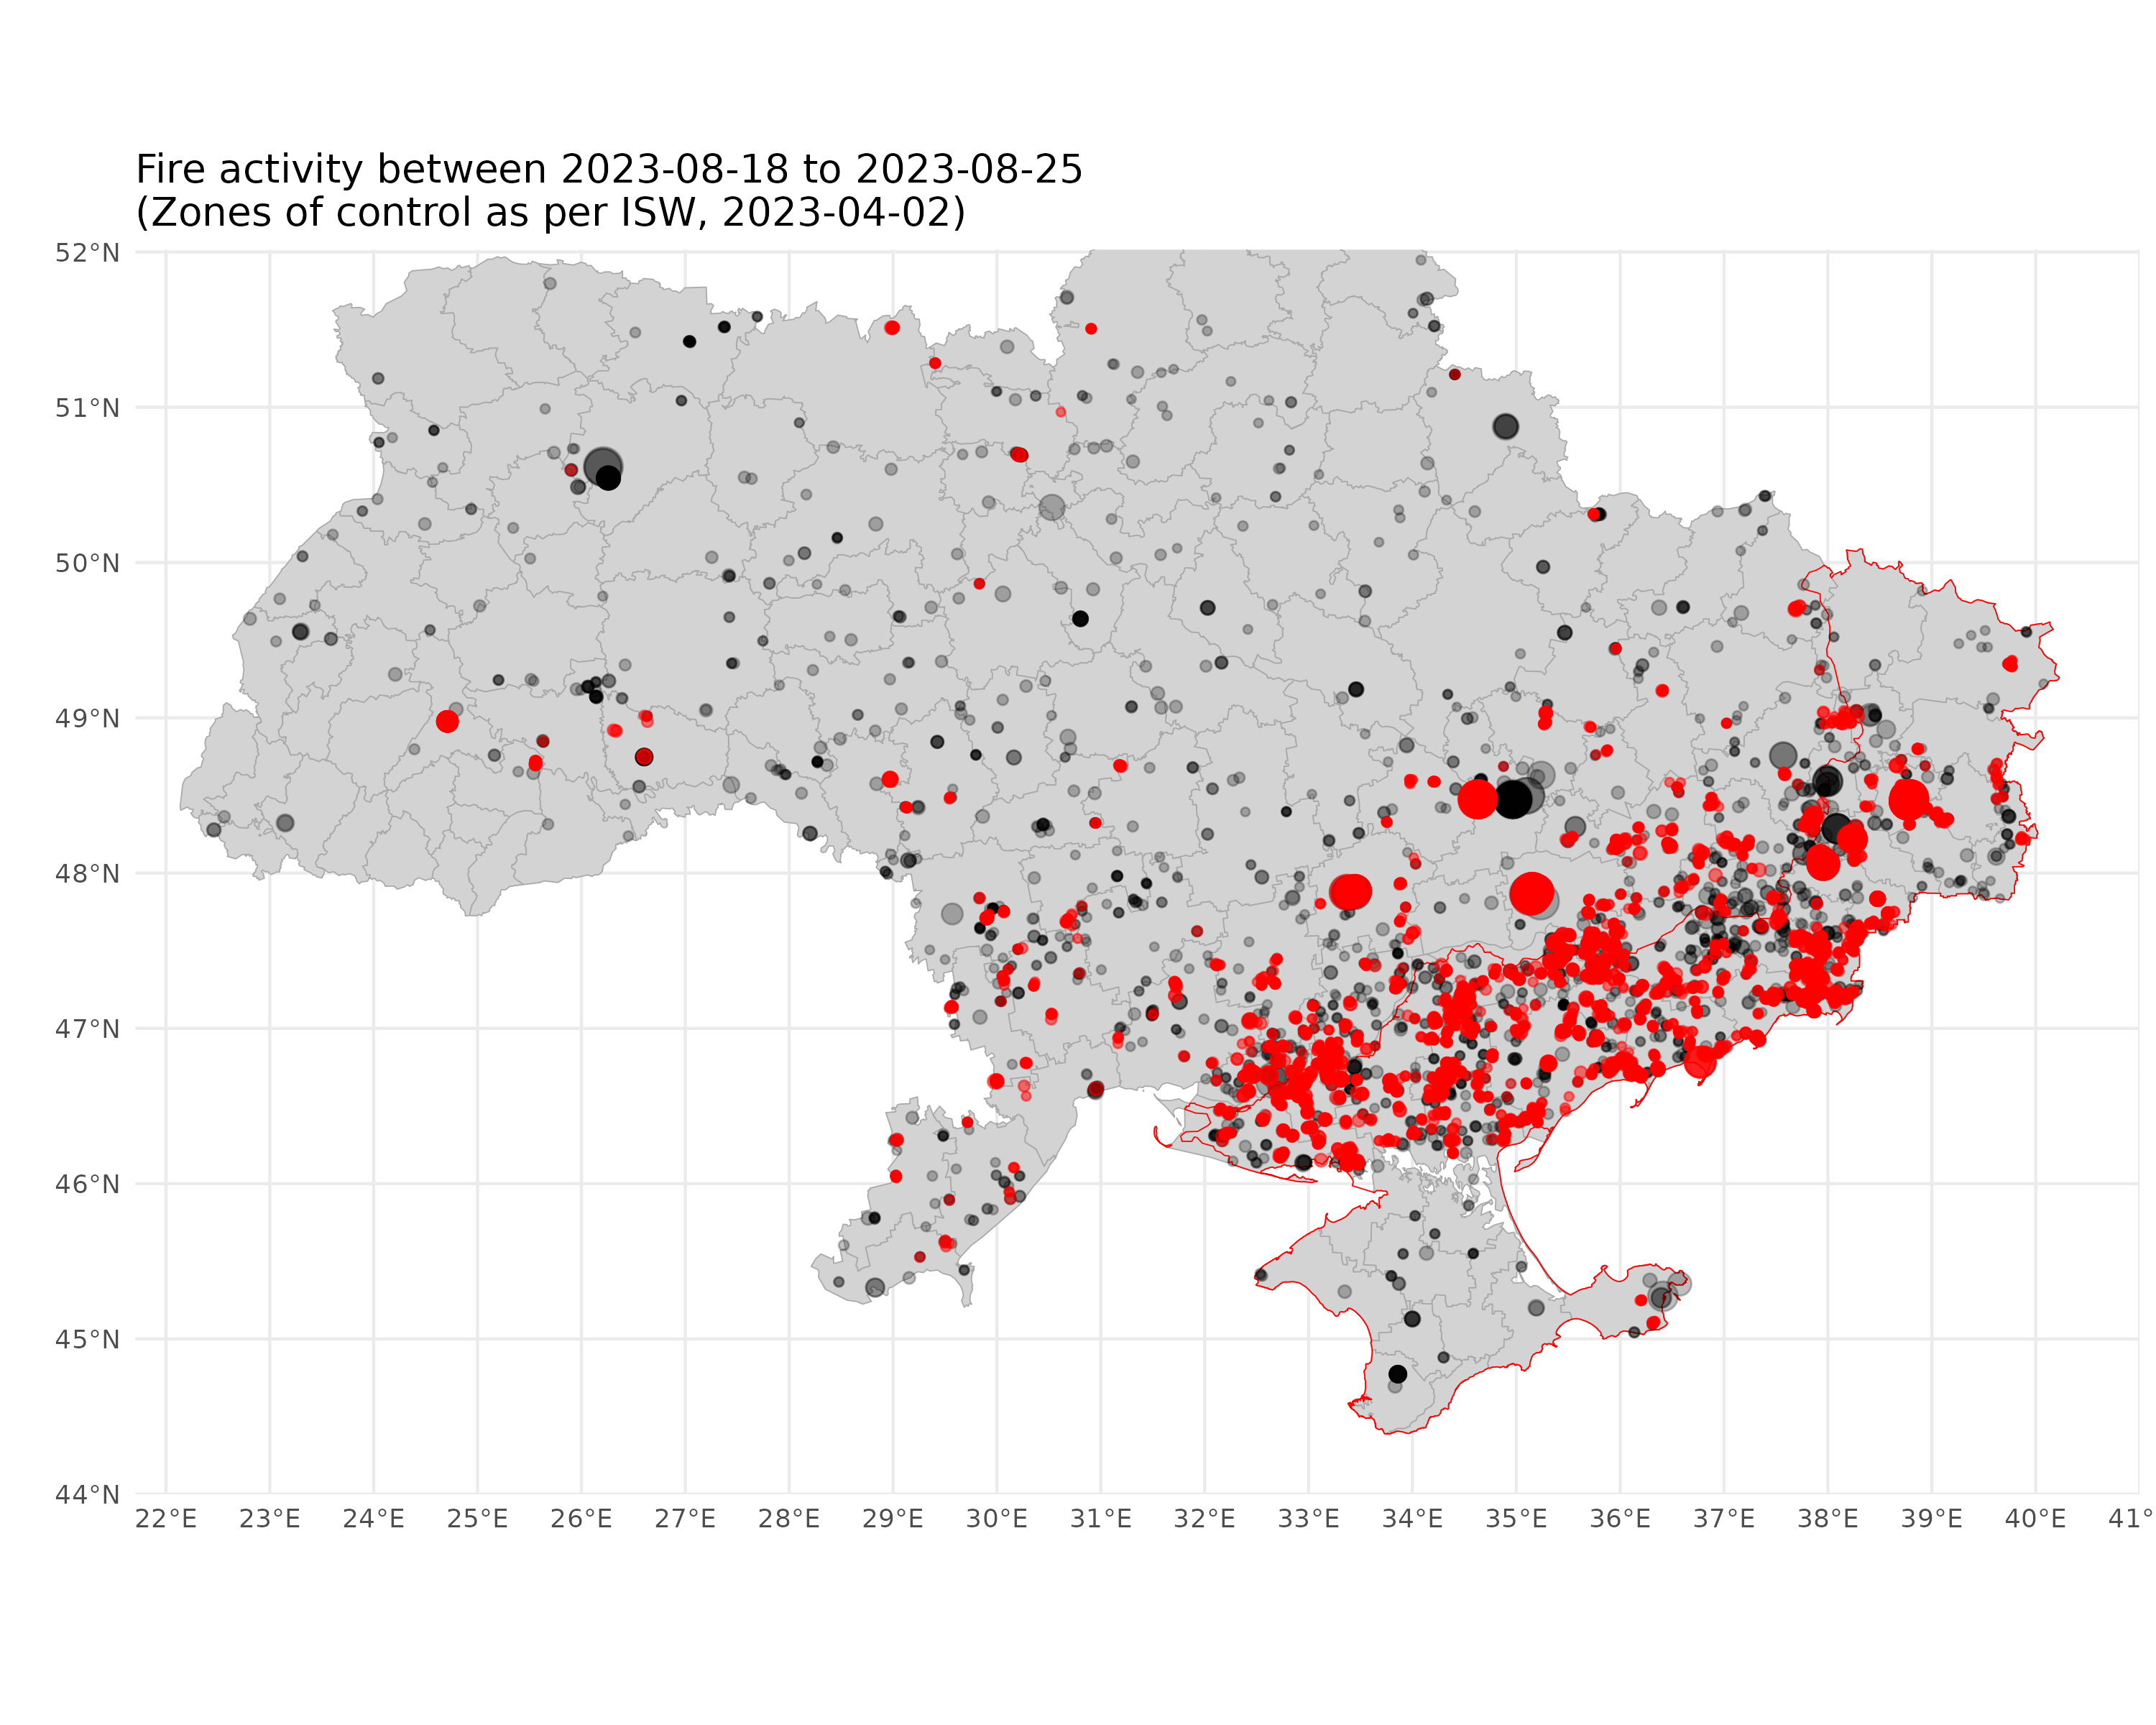 Fire activity between 2023-08-18 to 2023-08-25
(Zones of control as per ISW, 2023-04-02)
52°N
51°N
50°N
49°N
48°N
47°N
46°N
45°N
44°N
22°E 23°E 24°E 25°E 26°E 27°E 28°E 29°E 30°E 31°E 32°E 33°E 34°E 35°E 36°E 37°E 38°E 39°E 40°E 41°